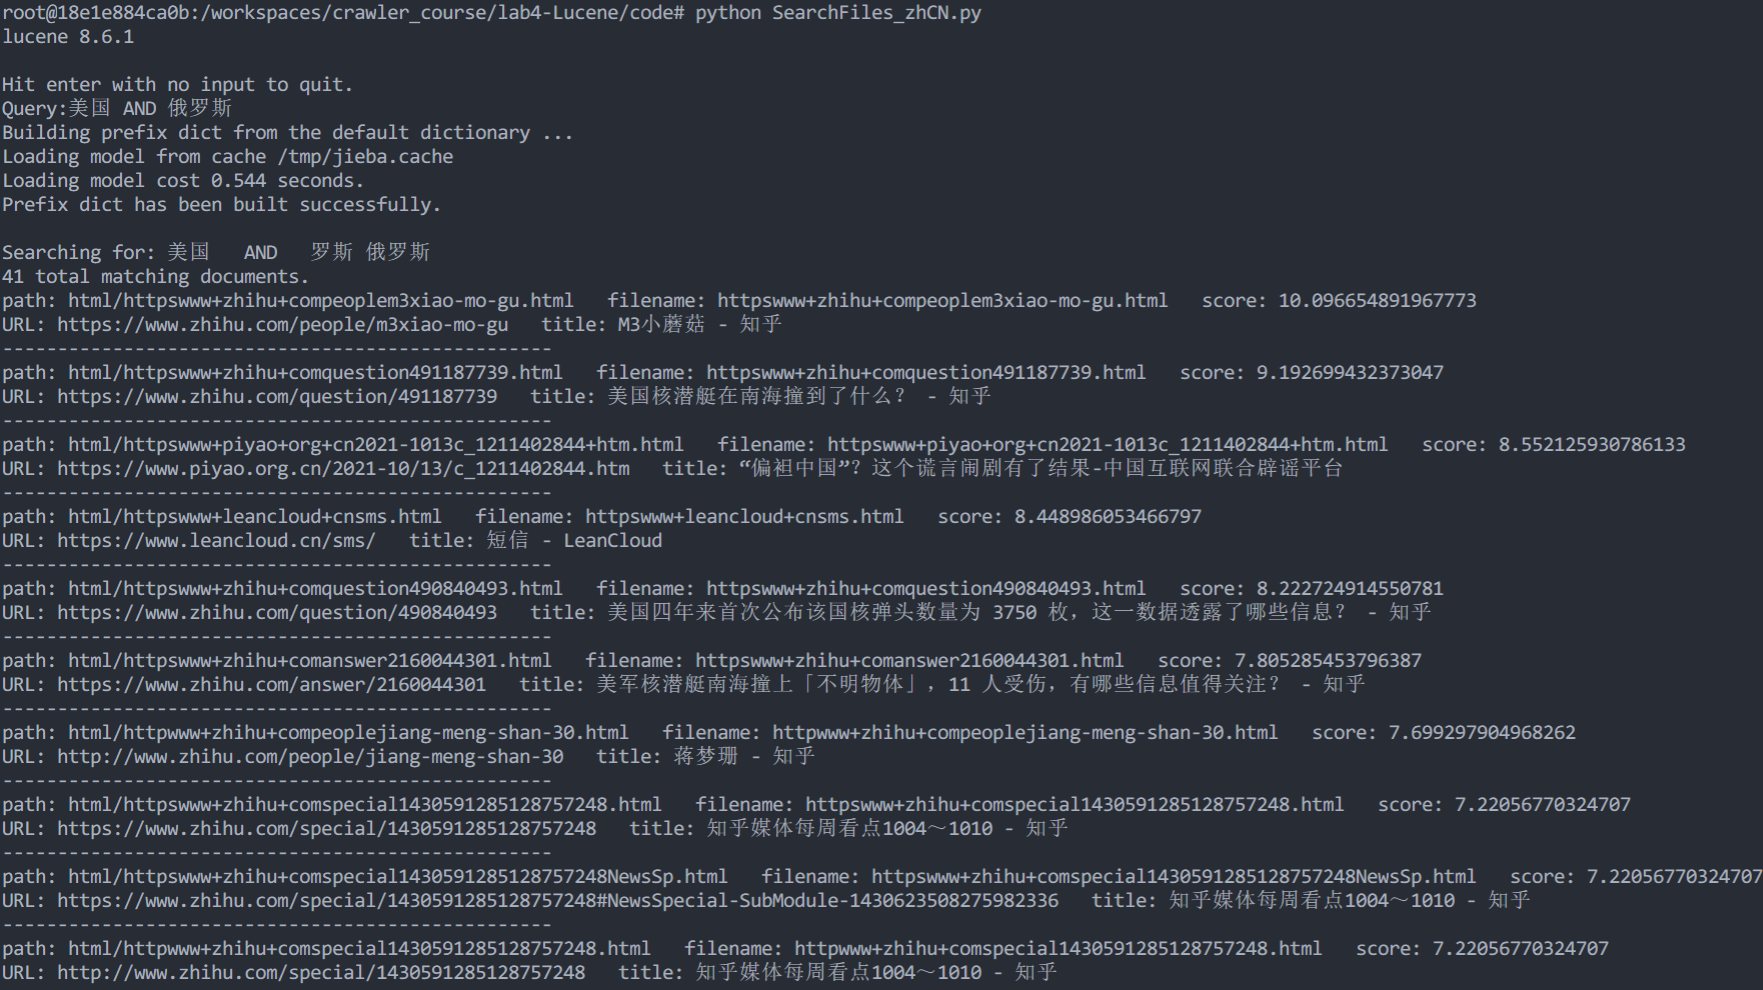 root@18e1e884ca0b:/workspaces/crawler_course/lab4-Lucene/code# python SearchFiles_zhCN.py
lucene 8.6.1
Hit enter with no input to quit.
Query:美国 AND 俄罗斯
Building prefix dict from the default dictionary ...
Loading model from cache /tmp/jieba.cache
Loading model cost 0.544 seconds.
Prefix dict has been built successfully.
Searching for: 美国   AND   罗斯 俄罗斯
41 total matching documents.
path: html/httpswww+zhihu+compeoplem3xiao-mo-gu.html   filename: httpswww+zhihu+compeoplem3xiao-mo-gu.html   score: 10.096654891967773
URL: https://www.zhihu.com/people/m3xiao-mo-gu   title: M3小蘑菇 - 知乎
--------------------------------------------------
path: html/httpswww+zhihu+comquestion491187739.html   filename: httpswww+zhihu+comquestion491187739.html   score: 9.192699432373047
URL: https://www.zhihu.com/question/491187739   title: 美国核潜艇在南海撞到了什么？ - 知乎
--------------------------------------------------
path: html/httpswww+piyao+org+cn2021-1013c_1211402844+htm.html   filename: httpswww+piyao+org+cn2021-1013c_1211402844+htm.html   score: 8.552125930786133
URL: https://www.piyao.org.cn/2021-10/13/c_1211402844.htm   title: “偏袒中国”？这个谎言闹剧有了结果-中国互联网联合辟谣平台
--------------------------------------------------
path: html/httpswww+leancloud+cnsms.html   filename: httpswww+leancloud+cnsms.html   score: 8.448986053466797
URL: https://www.leancloud.cn/sms/   title: 短信 - LeanCloud
--------------------------------------------------
path: html/httpswww+zhihu+comquestion490840493.html   filename: httpswww+zhihu+comquestion490840493.html   score: 8.222724914550781
URL: https://www.zhihu.com/question/490840493   title: 美国四年来首次公布该国核弹头数量为 3750 枚，这一数据透露了哪些信息？ - 知乎
--------------------------------------------------
path: html/httpswww+zhihu+comanswer2160044301.html   filename: httpswww+zhihu+comanswer2160044301.html   score: 7.805285453796387
URL: https://www.zhihu.com/answer/2160044301   title: 美军核潜艇南海撞上「不明物体」，11 人受伤，有哪些信息值得关注？ - 知乎
--------------------------------------------------
path: html/httpwww+zhihu+compeoplejiang-meng-shan-30.html   filename: httpwww+zhihu+compeoplejiang-meng-shan-30.html   score: 7.699297904968262
URL: http://www.zhihu.com/people/jiang-meng-shan-30   title: 蒋梦珊 - 知乎
--------------------------------------------------
path: html/httpswww+zhihu+comspecial1430591285128757248.html   filename: httpswww+zhihu+comspecial1430591285128757248.html   score: 7.22056770324707
URL: https://www.zhihu.com/special/1430591285128757248   title: 知乎媒体每周看点1004～1010 - 知乎
--------------------------------------------------
path: html/httpswww+zhihu+comspecial1430591285128757248NewsSp.html   filename: httpswww+zhihu+comspecial1430591285128757248NewsSp.html   score: 7.22056770324707
URL: https://www.zhihu.com/special/1430591285128757248#NewsSpecial-SubModule-1430623508275982336   title: 知乎媒体每周看点1004～1010 - 知乎
--------------------------------------------------
path: html/httpwww+zhihu+comspecial1430591285128757248.html   filename: httpwww+zhihu+comspecial1430591285128757248.html   score: 7.22056770324707
URL: http://www.zhihu.com/special/1430591285128757248   title: 知乎媒体每周看点1004～1010 - 知乎